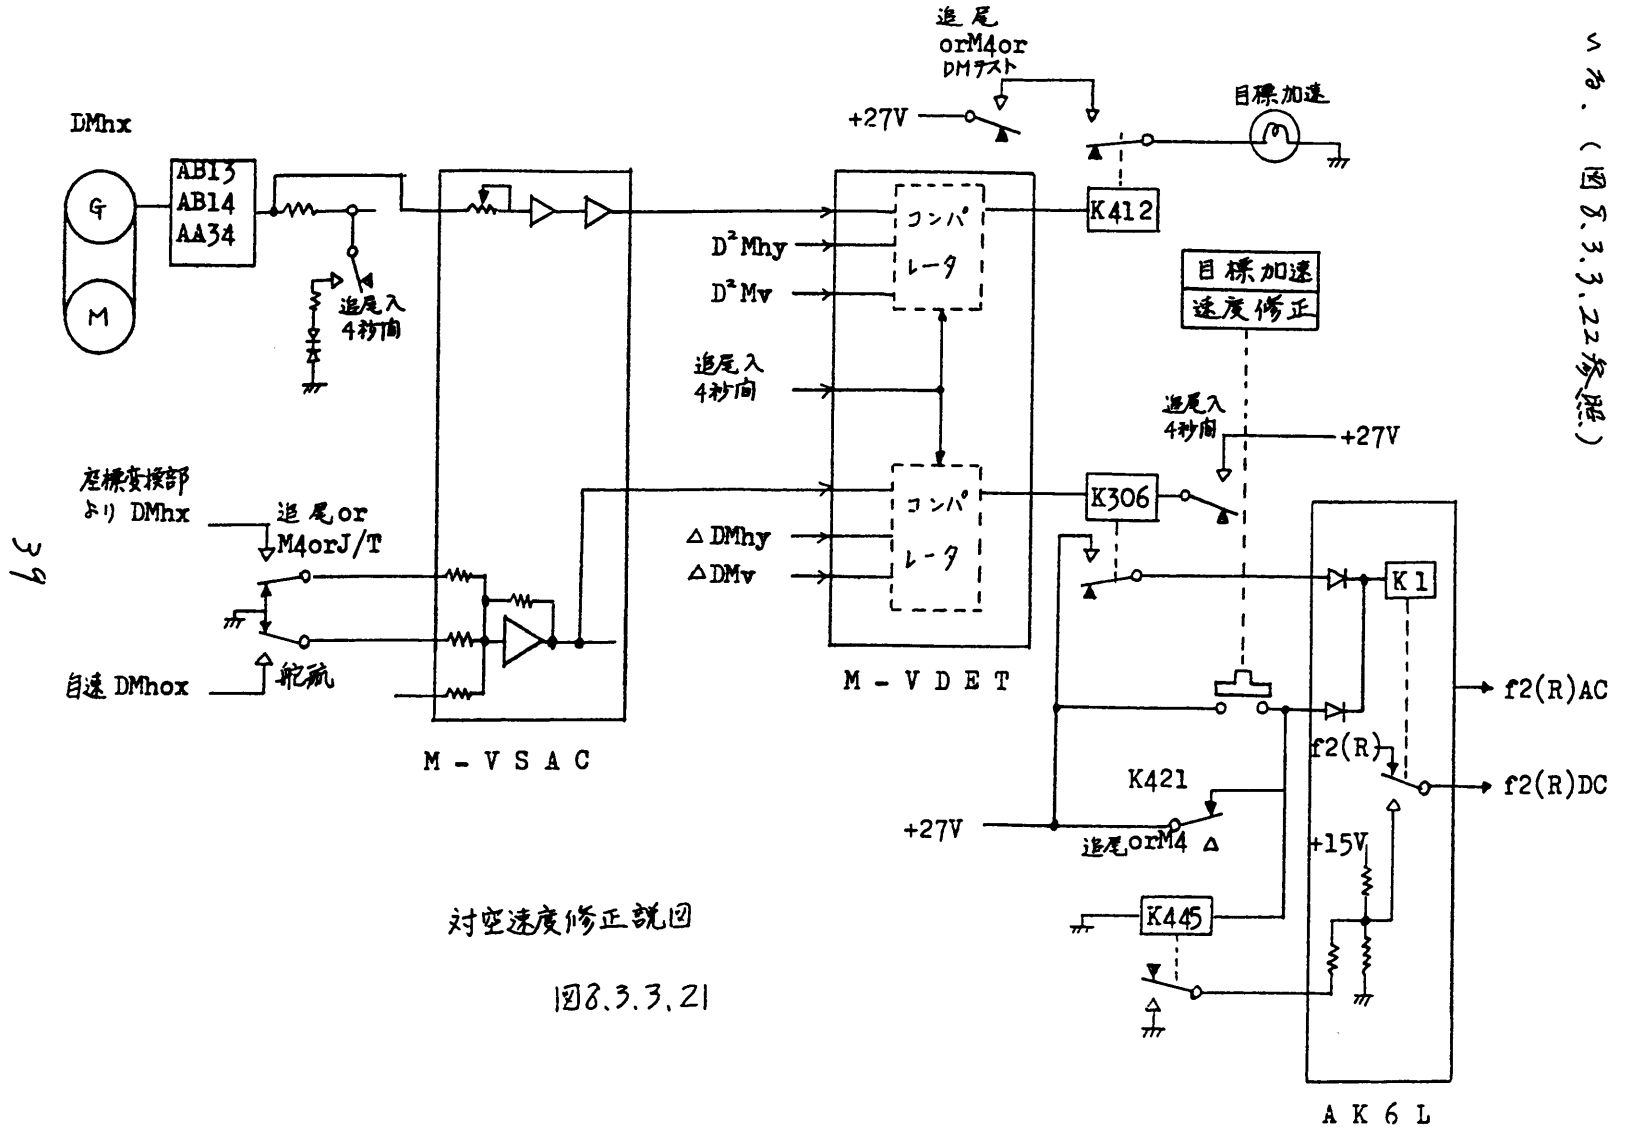 追尾
orM4or
DMテスト
+27V
目標加速
DMhx
G
M
AB13
AB14
AA34
追尾入
4秒間
D²Mhy
D²Mv
コンパ
レータ
K412
目標加速
速度修正
追尾入
4秒間
追尾入
4秒間
+27V
座標変換部
より DMhx
追尾or
M4orJ/T
自速 DMhox
舵航
コンパ
レータ
△DMhy
△DMv
K306
K1
M-VSAC
M-VDET
f2(R)AC
f2(R)
f2(R)DC
K421
+27V
追尾orM4
+15V
K445
AK6L
対空速度修正説図
図8.3.3.21
いる.(図8.3.3.22参照)
39